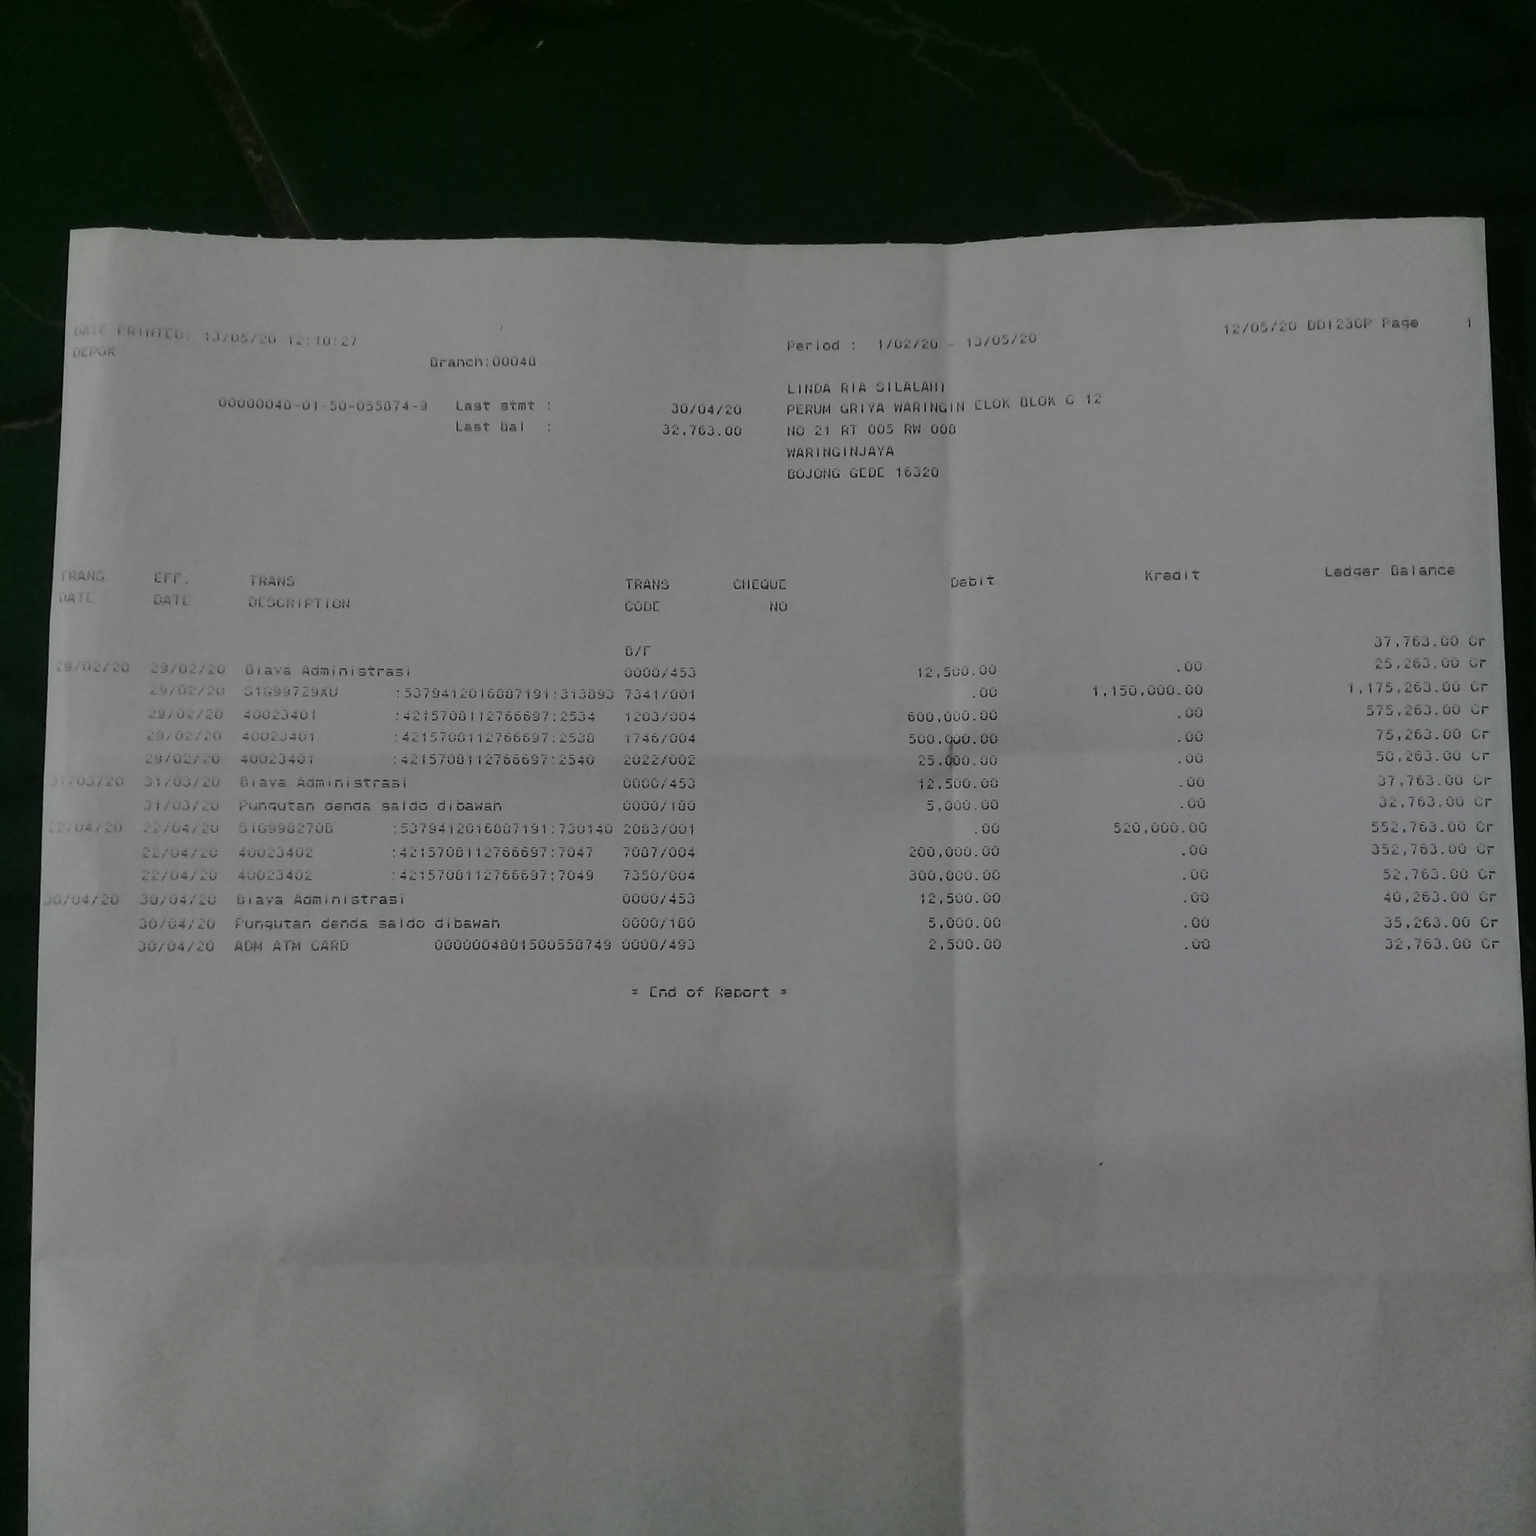 DATE PRINTED. 13/05/20 12:10:27 Period : 1/02/20 - 13/05/20 12/05/20 DD1230P Page 1
DEPOK Branch:00048
LINDA RIA SILALAHI
00000048-01-50-055874-9 Last stmt : 30/04/20 PERUM GRIYA WARINGIN ELOK BLOK C 12
Last Bal : 32,763.00 NO 21 RT 005 RW 008
WARINGINJAYA
BOJONG GEDE 16320
TRANS EFF. TRANS TRANS CHEQUE Debit Kredit Ledger Balance
DATE DATE DESCRIPTION CODE NO
B/F 37,763.00 Cr
29/02/20 29/02/20 Biaya Administrasi 0000/453 12,500.00 .00 25,263.00 Cr
29/02/20 S1G99729XU :5379412016887191:313893 7341/001 .00 1,150,000.00 1,175,263.00 Cr
29/02/20 40023401 :4215708112766697:2534 1203/004 600,000.00 .00 575,263.00 Cr
29/02/20 40023401 :4215708112766697:2538 1746/004 500,000.00 .00 75,263.00 Cr
29/02/20 40023401 :4215708112766697:2540 2022/002 25,000.00 .00 50,263.00 Cr
31/03/20 31/03/20 Biaya Administrasi 0000/453 12,500.00 .00 37,763.00 Cr
31/03/20 Pungutan denda saldo dibawah 0000/180 5,000.00 .00 32,763.00 Cr
22/04/20 22/04/20 S1G998270B :5379412016887191:730140 2083/001 .00 520,000.00 552,763.00 Cr
22/04/20 40023402 :4215708112766697:7047 7087/004 200,000.00 .00 352,763.00 Cr
22/04/20 40023402 :4215708112766697:7049 7350/004 300,000.00 .00 52,763.00 Cr
30/04/20 30/04/20 Biaya Administrasi 0000/453 12,500.00 .00 40,263.00 Cr
30/04/20 Pungutan denda saldo dibawah 0000/180 5,000.00 .00 35,263.00 Cr
30/04/20 ADM ATM CARD 0000004801500558749 0000/493 2,500.00 .00 32,763.00 Cr
* End of Report *